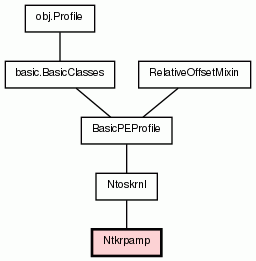 obj.Profile
basic.BasicClasses
RelativeOffsetMixin
BasicPEProfile
Ntoskrnl
Ntkrpamp